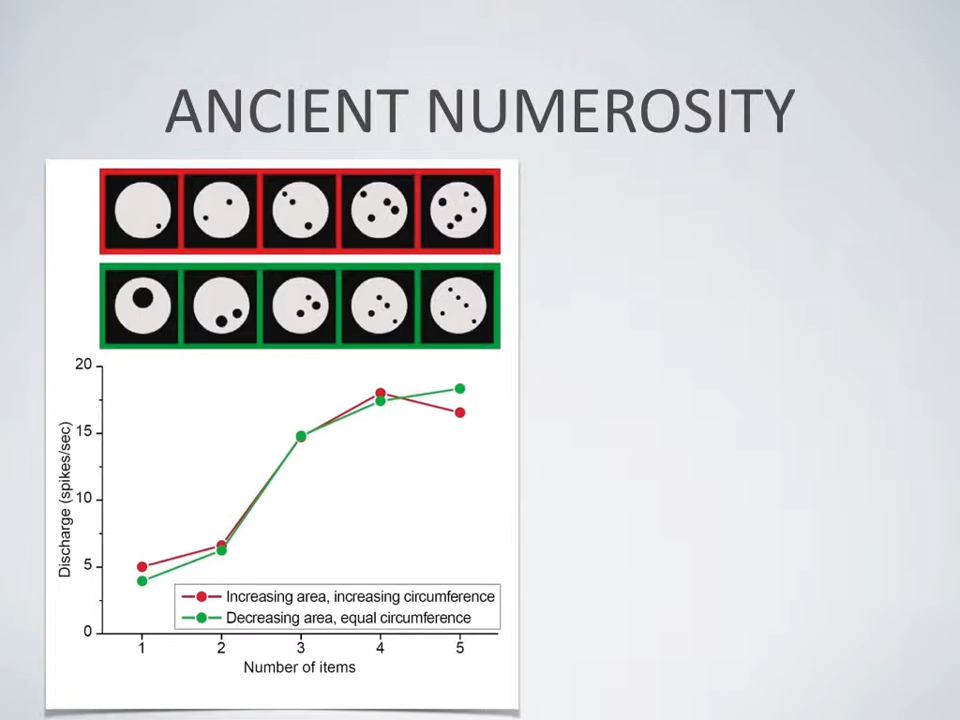 ANCIENT NUMEROSITY
20
15
10
5
0
Discharge (spikes/sec)
Increasing area, increasing circumference
Decreasing area, equal circumference
1 2 3 4 5
Number of items